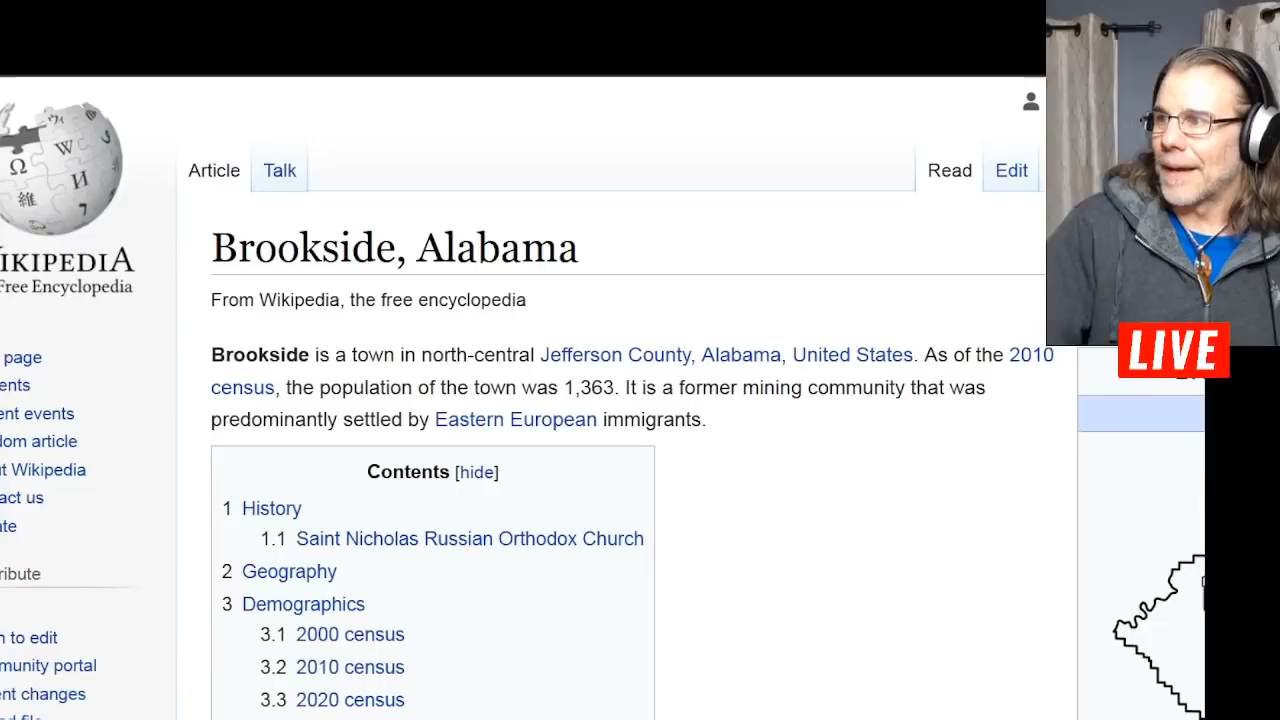 Article
Talk
Read
Edit
IKIPEDIA
Free Encyclopedia
Brookside, Alabama
From Wikipedia, the free encyclopedia
Brookside is a town in north-central Jefferson County, Alabama, United States. As of the 2010
census, the population of the town was 1,363. It is a former mining community that was
predominantly settled by Eastern European immigrants.
LIVE
page
ents
ent events
dom article
ut Wikipedia
act us
ate
ribute
n to edit
munity portal
ent changes
Contents [hide]
1 History
1.1 Saint Nicholas Russian Orthodox Church
2 Geography
3 Demographics
3.1 2000 census
3.2 2010 census
3.3 2020 census